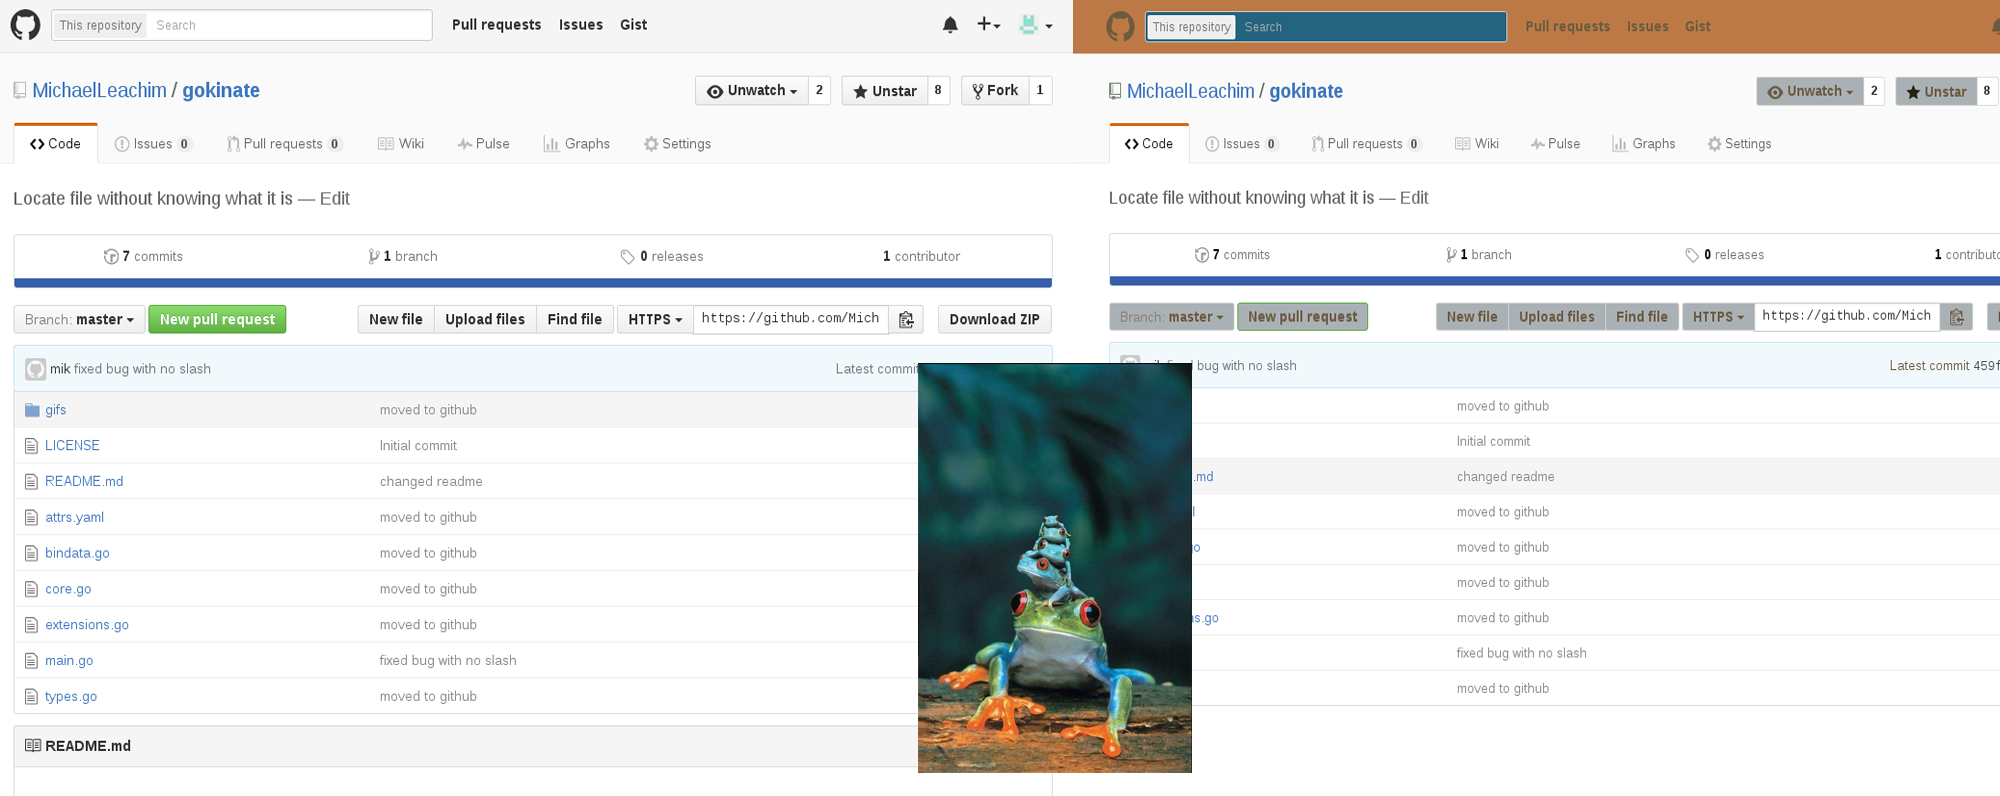 This repository Search Pull requests Issues Gist
MichaelLeachim / gokinate Unwatch 2 Unstar 8 Fork 1
Code Issues 0 Pull requests 0 Wiki Pulse Graphs Settings
Locate file without knowing what it is — Edit
7 commits 1 branch 0 releases 1 contributor
Branch: master New pull request New file Upload files Find file HTTPS https://github.com/Mich Download ZIP
mik fixed bug with no slash Latest commit
gifs moved to github
LICENSE Initial commit
README.md changed readme
attrs.yaml moved to github
bindata.go moved to github
core.go moved to github
extensions.go moved to github
main.go fixed bug with no slash
types.go moved to github
README.md
This repository Search Pull requests Issues Gist
MichaelLeachim / gokinate Unwatch 2 Unstar 8
Code Issues 0 Pull requests 0 Wiki Pulse Graphs Settings
Locate file without knowing what it is — Edit
7 commits 1 branch 0 releases 1 contributo
Branch: master New pull request New file Upload files Find file HTTPS https://github.com/Mich
bug with no slash Latest commit 459f
moved to github
Initial commit
.md changed readme
moved to github
go moved to github
moved to github
ns.go moved to github
fixed bug with no slash
moved to github